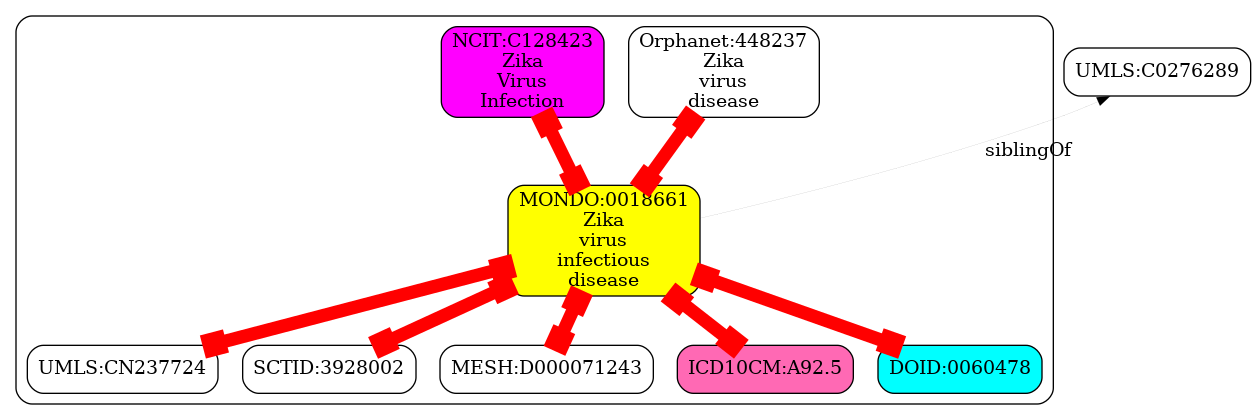 NCIT:C128423
Zika
Virus
Infection
Orphanet:448237
Zika
virus
disease
UMLS:C0276289
siblingOf
MONDO:0018661
Zika
virus
infectious
disease
UMLS:CN237724
SCTID:3928002
MESH:D000071243
ICD10CM:A92.5
DOID:0060478